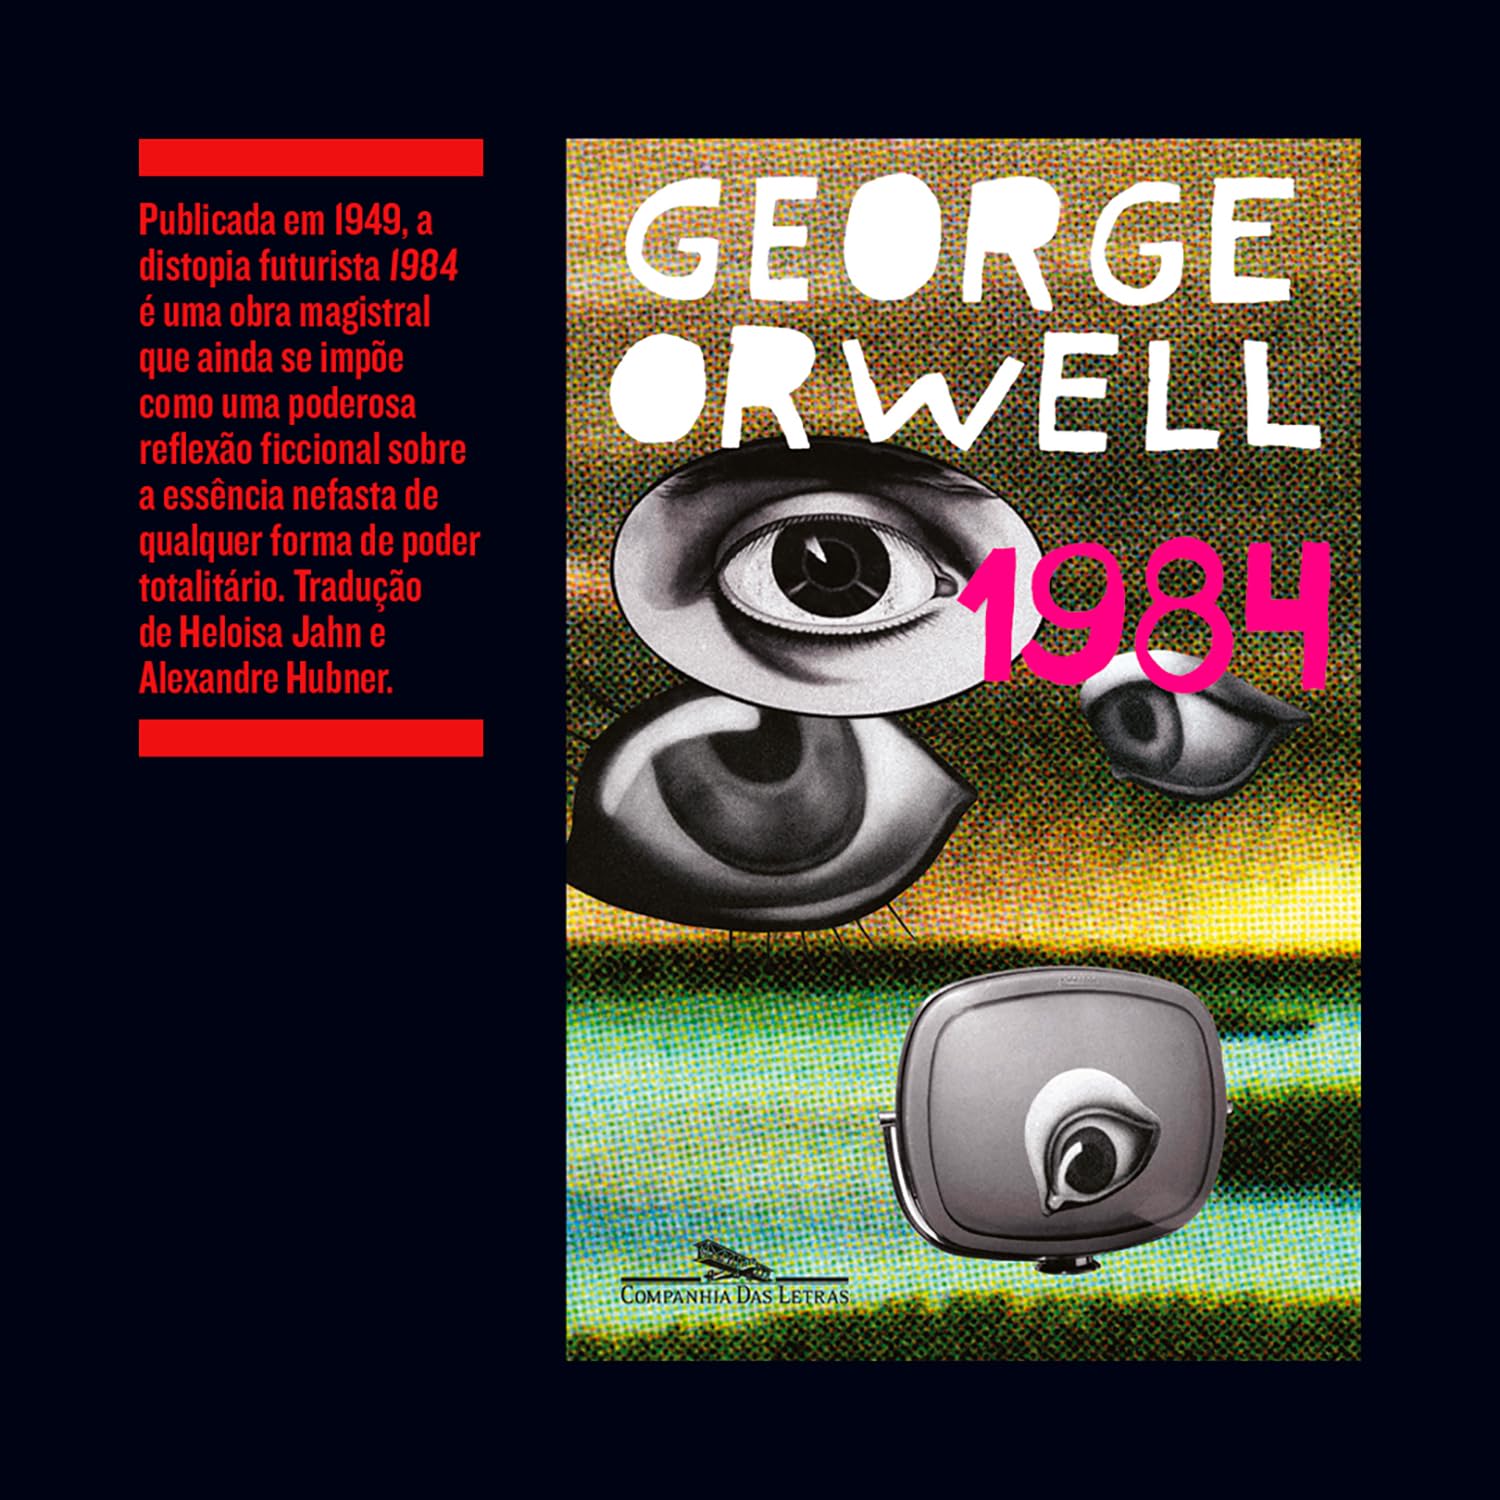 Publicada em 1949, a
distopia futurista 1984
é uma obra magistral
que ainda se impõe
como uma poderosa
reflexão ficcional sobre
a essência nefasta de
qualquer forma de poder
totalitário. Tradução
de Heloisa Jahn e
Alexandre Hubner.
GEORGE
ORWELL
1984
COMPANHIA DAS LETRAS